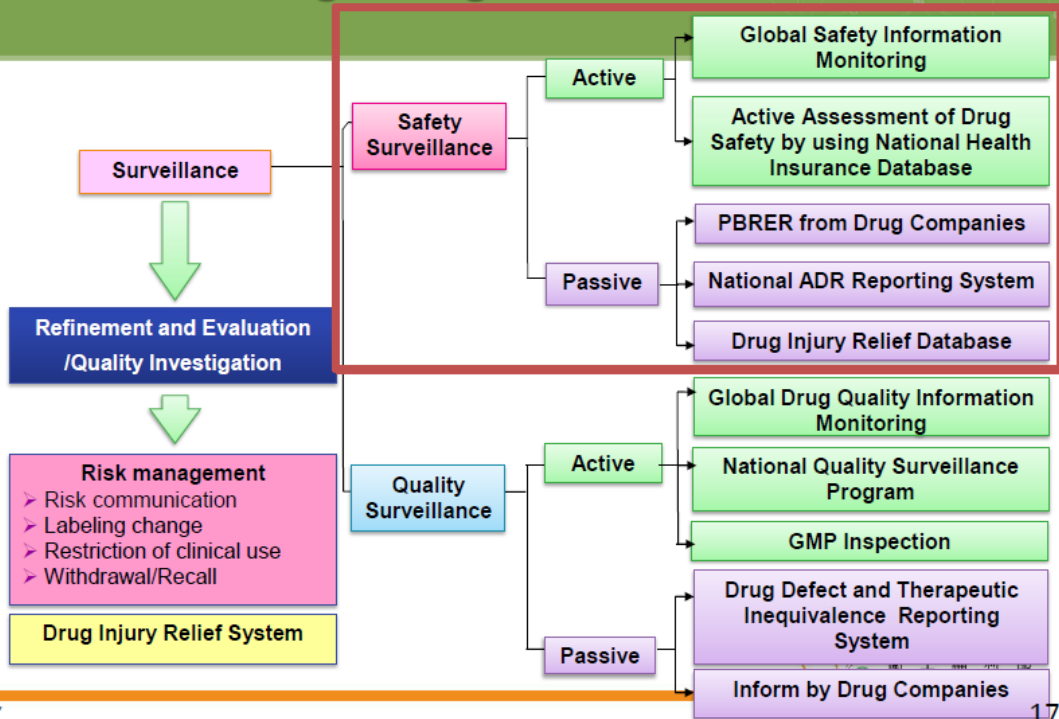 Surveillance
Refinement and Evaluation
/Quality Investigation
Risk management
➢ Risk communication
➢ Labeling change
➢ Restriction of clinical use
➢ Withdrawal/Recall
Drug Injury Relief System
Safety
Surveillance
Active
Global Safety Information
Monitoring
Active Assessment of Drug
Safety by using National Health
Insurance Database
Passive
PBRER from Drug Companies
National ADR Reporting System
Drug Injury Relief Database
Quality
Surveillance
Active
Global Drug Quality Information
Monitoring
National Quality Surveillance
Program
GMP Inspection
Passive
Drug Defect and Therapeutic
Inequivalence Reporting
System
Inform by Drug Companies
17